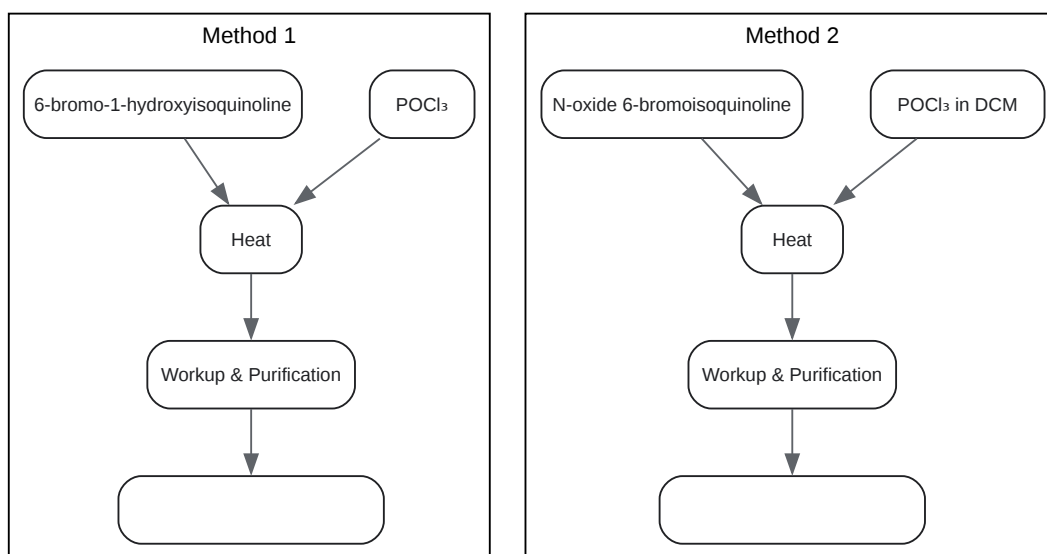 Method 1
6-bromo-1-hydroxyisoquinoline
POCl₃
Heat
Workup & Purification
Method 2
N-oxide 6-bromoisoquinoline
POCl₃ in DCM
Heat
Workup & Purification